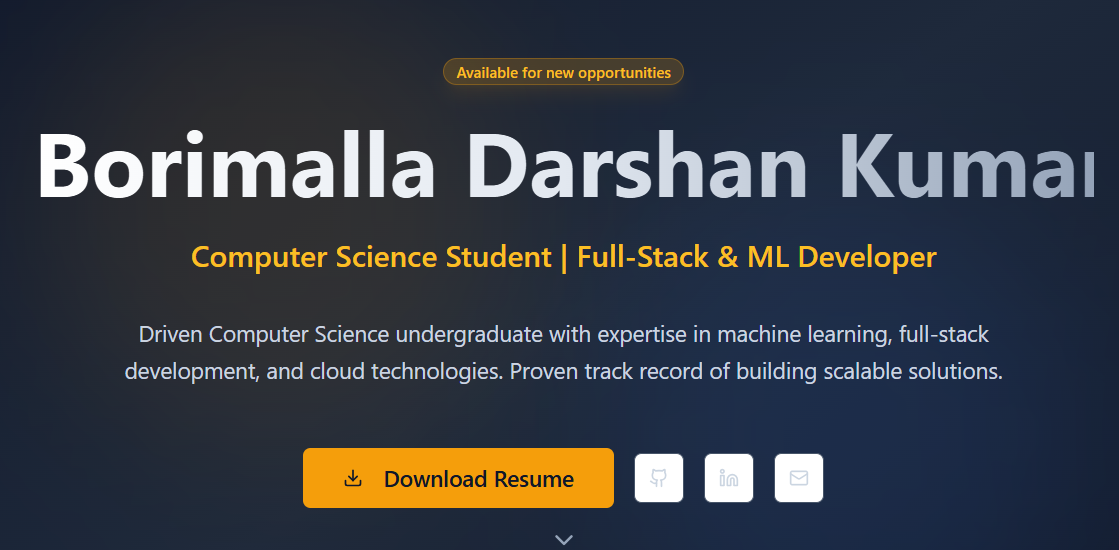 Available for new opportunities
Borimalla Darshan Kumar
Computer Science Student | Full-Stack & ML Developer
Driven Computer Science undergraduate with expertise in machine learning, full-stack
development, and cloud technologies. Proven track record of building scalable solutions.
Download Resume